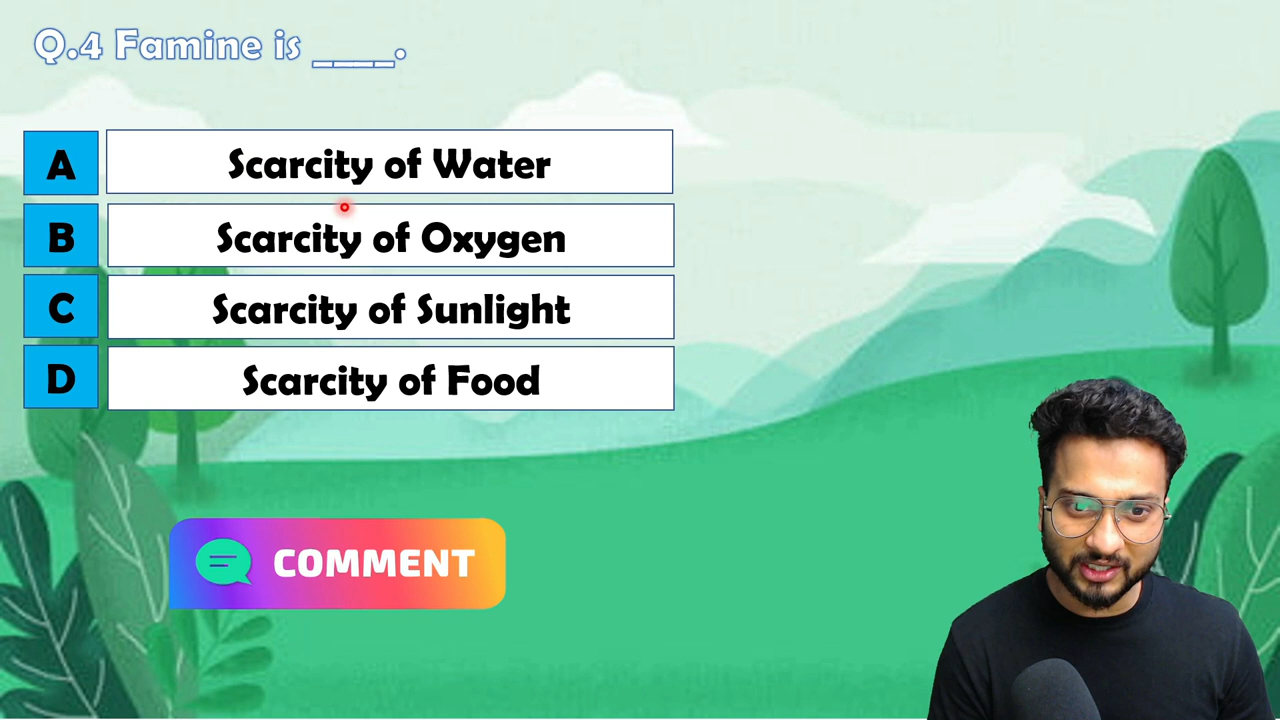 Q.4 Famine is ____.
A Scarcity of Water
B Scarcity of Oxygen
C Scarcity of Sunlight
D Scarcity of Food
COMMENT